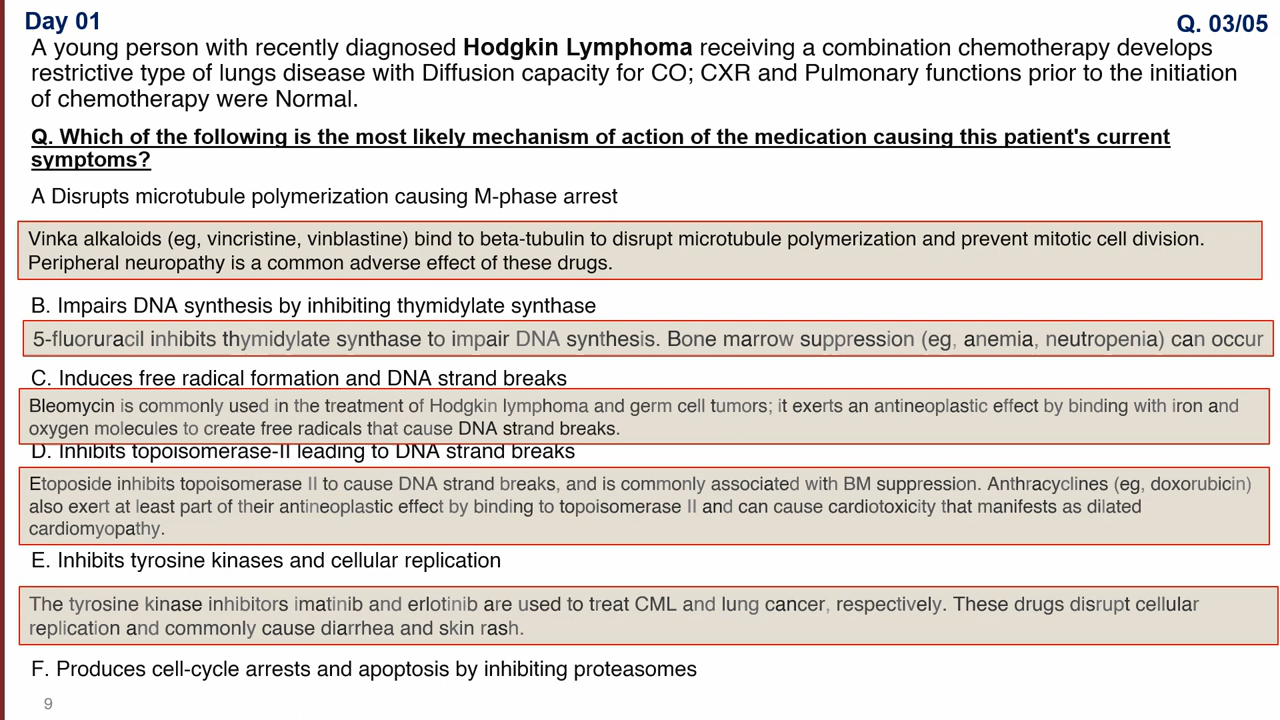 Day 01
Q. 03/05
A young person with recently diagnosed Hodgkin Lymphoma receiving a combination chemotherapy develops
restrictive type of lungs disease with Diffusion capacity for CO; CXR and Pulmonary functions prior to the initiation
of chemotherapy were Normal.
Q. Which of the following is the most likely mechanism of action of the medication causing this patient's current
symptoms?
A Disrupts microtubule polymerization causing M-phase arrest
Vinka alkaloids (eg, vincristine, vinblastine) bind to beta-tubulin to disrupt microtubule polymerization and prevent mitotic cell division.
Peripheral neuropathy is a common adverse effect of these drugs.
B. Impairs DNA synthesis by inhibiting thymidylate synthase
5-fluoruracil inhibits thymidylate synthase to impair DNA synthesis. Bone marrow suppression (eg, anemia, neutropenia) can occur
C. Induces free radical formation and DNA strand breaks
Bleomycin is commonly used in the treatment of Hodgkin lymphoma and germ cell tumors; it exerts an antineoplastic effect by binding with iron and
oxygen molecules to create free radicals that cause DNA strand breaks.
D. Inhibits topoisomerase-II leading to DNA strand breaks
Etoposide inhibits topoisomerase II to cause DNA strand breaks, and is commonly associated with BM suppression. Anthracyclines (eg, doxorubicin)
also exert at least part of their antineoplastic effect by binding to topoisomerase II and can cause cardiotoxicity that manifests as dilated
cardiomyopathy.
E. Inhibits tyrosine kinases and cellular replication
The tyrosine kinase inhibitors imatinib and erlotinib are used to treat CML and lung cancer, respectively. These drugs disrupt cellular
replication and commonly cause diarrhea and skin rash.
F. Produces cell-cycle arrests and apoptosis by inhibiting proteasomes
9